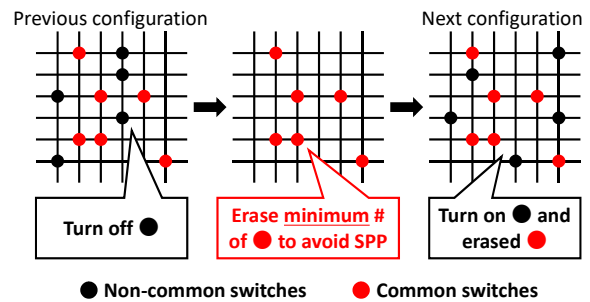 Previous configuration
Next configuration
Turn off
Erase minimum #
of to avoid SPP
Turn on and
erased
Non-common switches
Common switches